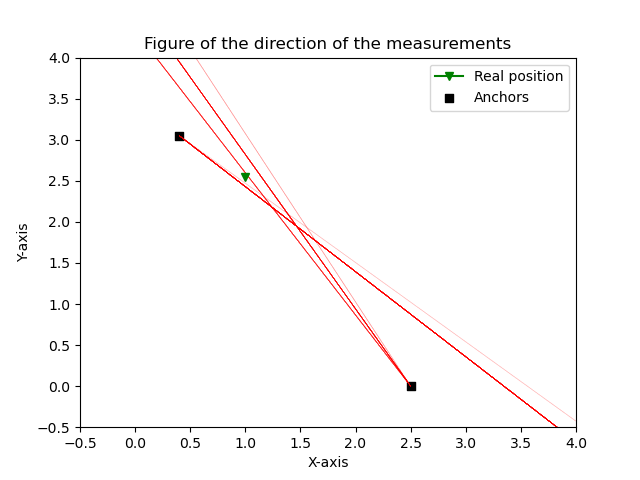 Figure of the direction of the measurements
Real position
Anchors
Y-axis
4.0
3.5
3.0
2.5
2.0
1.5
1.0
0.5
0.0
−0.5
−0.5 0.0 0.5 1.0 1.5 2.0 2.5 3.0 3.5 4.0
X-axis